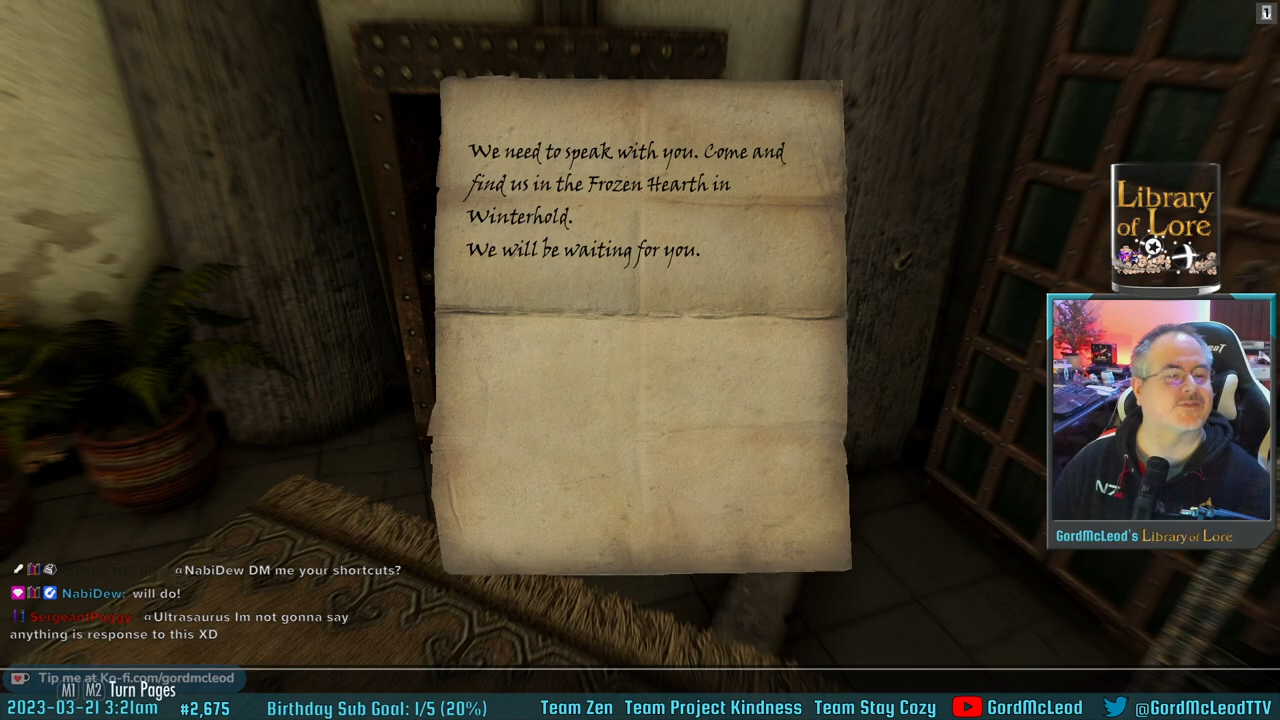 We need to speak with you. Come and
find us in the Frozen Hearth in
Winterhold.
We will be waiting for you.
Library
of Lore
N7
GordMcLeod's Library of Lore
@NabiDew DM me your shortcuts?
NabiDew: will do!
SergeantPoggy: @Ultrasaurus Im not gonna say
anything is response to this XD
Tip me at Ko-fi.com/gordmcleod
M1 M2 Turn Pages
2023-03-21 3:21am #2,675 Birthday Sub Goal: 1/5 (20%) Team Zen Team Project Kindness Team Stay Cozy GordMcLeod @GordMcLeodTTV